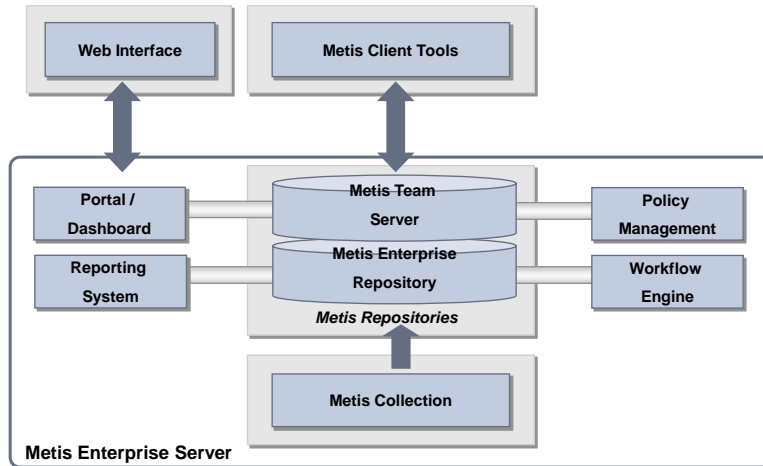 Web Interface
Metis Client Tools
Portal /
Dashboard
Metis Team
Server
Policy
Management
Reporting
System
Metis Enterprise
Repository
Workflow
Engine
Metis Repositories
Metis Collection
Metis Enterprise Server